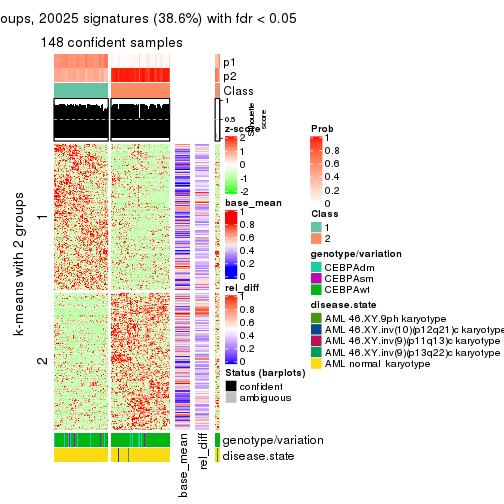 oups, 20025 signatures (38.6%) with fdr < 0.05
148 confident samples
p1
p2
Class
1
0.5
0
Silhouette
score
k-means with 2 groups
1
2
z-score
2
1
0
-1
-2
base_mean
1
0.8
0.6
0.4
0.2
0
rel_diff
1
0.8
0.6
0.4
0.2
0
Status (barplots)
confident
ambiguous
Prob
1
0.8
0.6
0.4
0.2
0
Class
1
2
genotype/variation
CEBPAdm
CEBPAsm
CEBPAwt
disease.state
AML 46.XY.9ph karyotype
AML 46.XY.inv(10)(p12q21)c karyotype
AML 46.XY.inv(9)(p11q13)c karyotype
AML 46.XY.inv(9)(p13q22)c karyotype
AML normal karyotype
genotype/variation
disease.state
base_mean
rel_diff